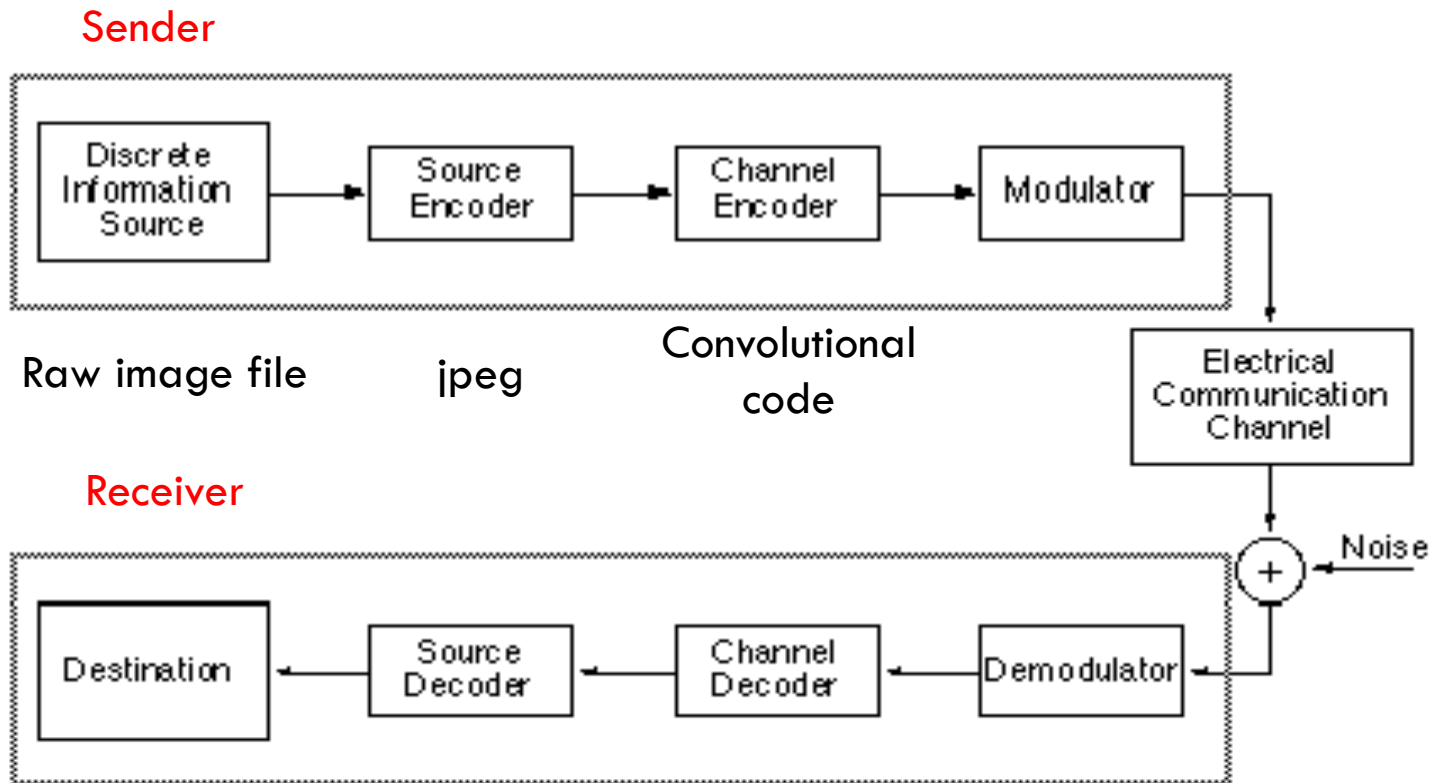 Sender
Discrete
Information
Source
Source
Encoder
Channel
Encoder
Modulator
Raw image file
jpeg
Convolutional
code
Electrical
Communication
Channel
Receiver
Noise
+
Destination
Source
Decoder
Channel
Decoder
Demodulator